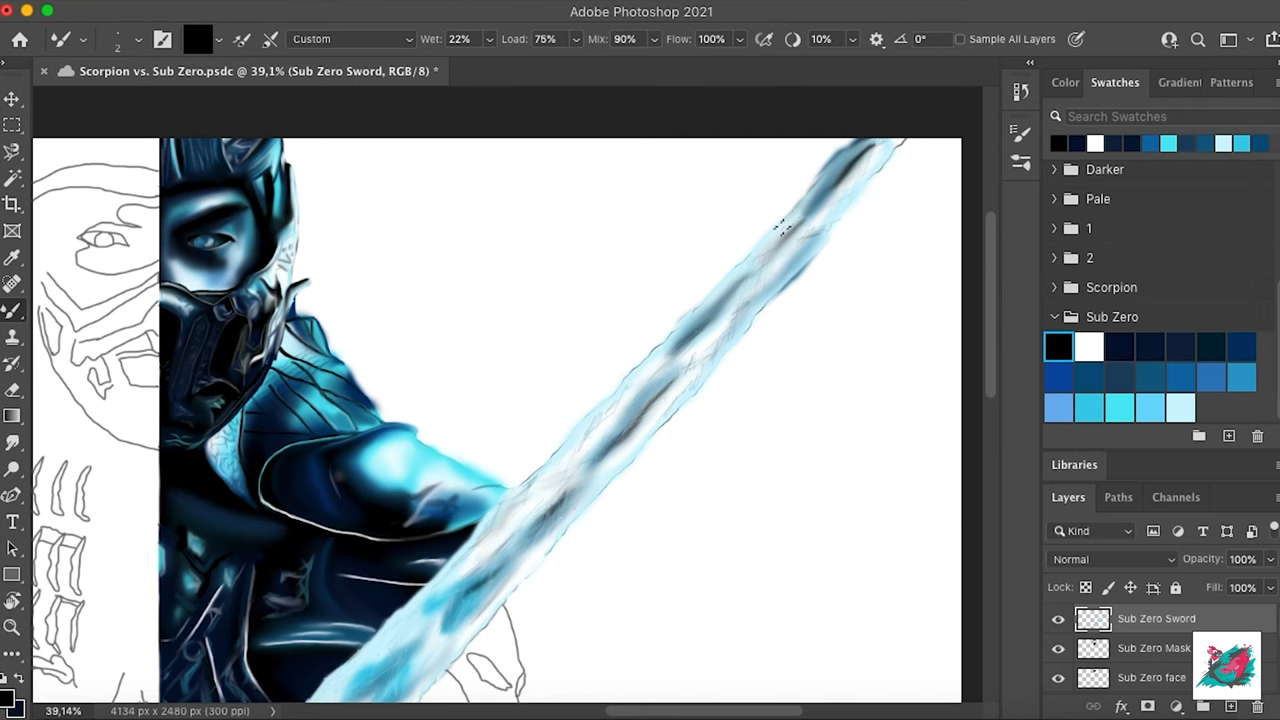 Adobe Photoshop 2021
2 Custom Wet: 22% Load: 75% Mix: 90% Flow: 100% 10% 0° Sample All Layers
Scorpion vs. Sub Zero.psdc @ 39,1% (Sub Zero Sword, RGB/8) *
Color Swatches Gradient Patterns
Search Swatches
Darker
Pale
1
2
Scorpion
Sub Zero
Libraries
Layers Paths Channels
Kind
Normal Opacity: 100%
Lock: Fill: 100%
Sub Zero Sword
Sub Zero Mask
Sub Zero face
39,14% 4134 px x 2480 px (300 ppi)